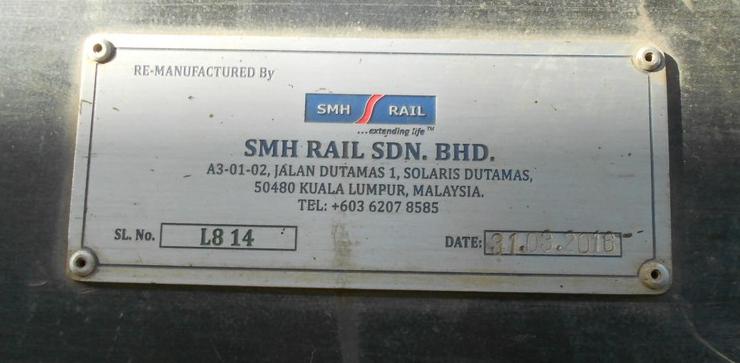 RE-MANUFACTURED By
SMH RAIL
...extending life™
SMH RAIL SDN. BHD.
A3-01-02, JALAN DUTAMAS 1, SOLARIS DUTAMAS,
50480 KUALA LUMPUR, MALAYSIA.
TEL: +603 6207 8585
SL. No. L8 14
DATE: